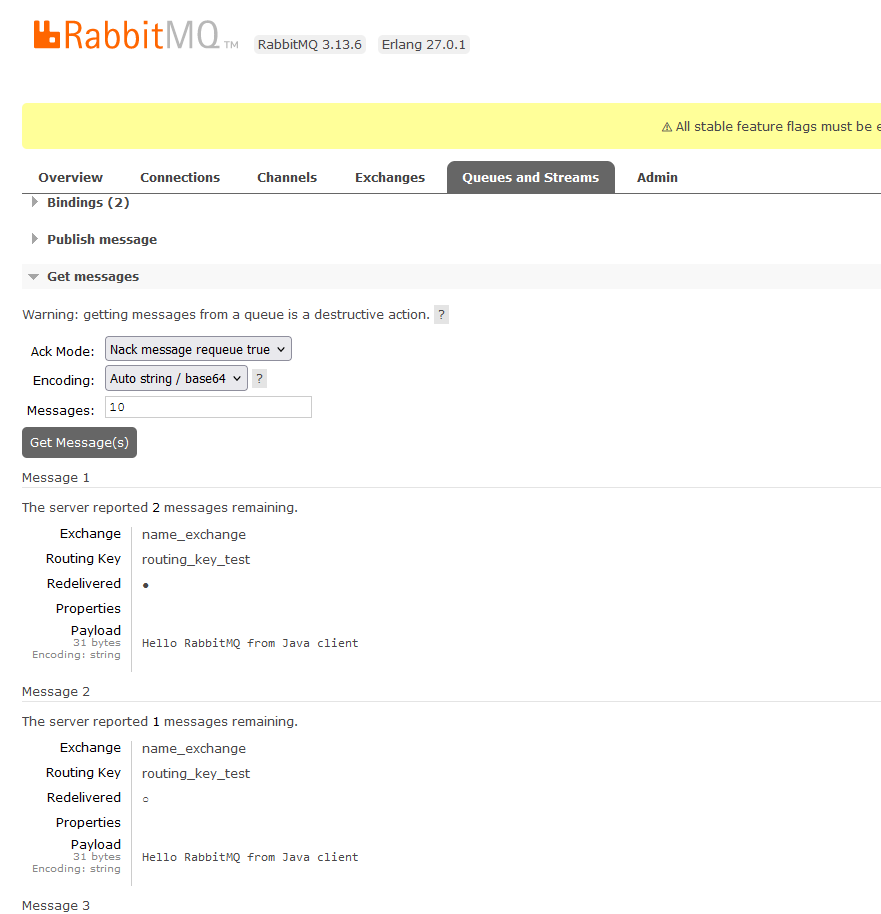 RabbitMQ TM RabbitMQ 3.13.6 Erlang 27.0.1
⚠ All stable feature flags must be e
Overview Connections Channels Exchanges Queues and Streams Admin
Bindings (2)
Publish message
Get messages
Warning: getting messages from a queue is a destructive action. ?
Ack Mode: Nack message requeue true
Encoding: Auto string / base64 ?
Messages: 10
Get Message(s)
Message 1
The server reported 2 messages remaining.
Exchange name_exchange
Routing Key routing_key_test
Redelivered ●
Properties
Payload
31 bytes
Encoding: string
Hello RabbitMQ from Java client
Message 2
The server reported 1 messages remaining.
Exchange name_exchange
Routing Key routing_key_test
Redelivered ○
Properties
Payload
31 bytes
Encoding: string
Hello RabbitMQ from Java client
Message 3